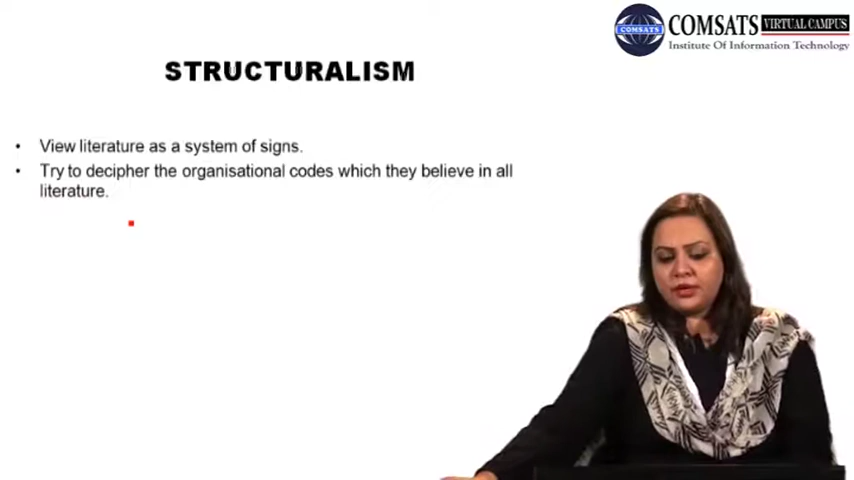 COMSATS VIRTUAL CAMPUS
COMSATS
Institute Of Information Technology
STRUCTURALISM
• View literature as a system of signs.
• Try to decipher the organisational codes which they believe in all
literature.